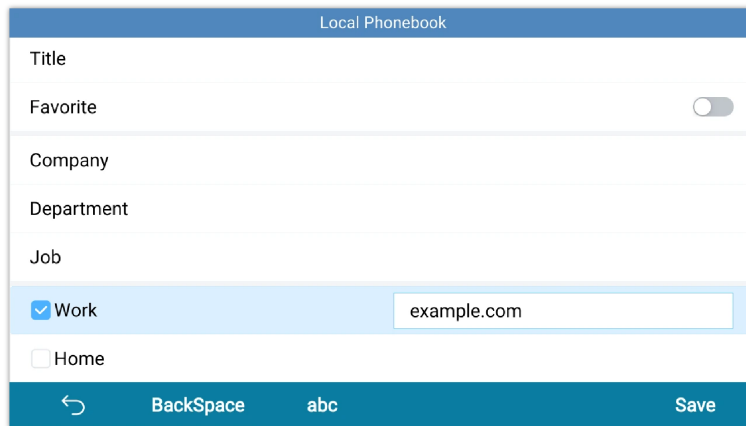 Local Phonebook
Title
Favorite
Company
Department
Job
Work example.com
Home
BackSpace abc Save